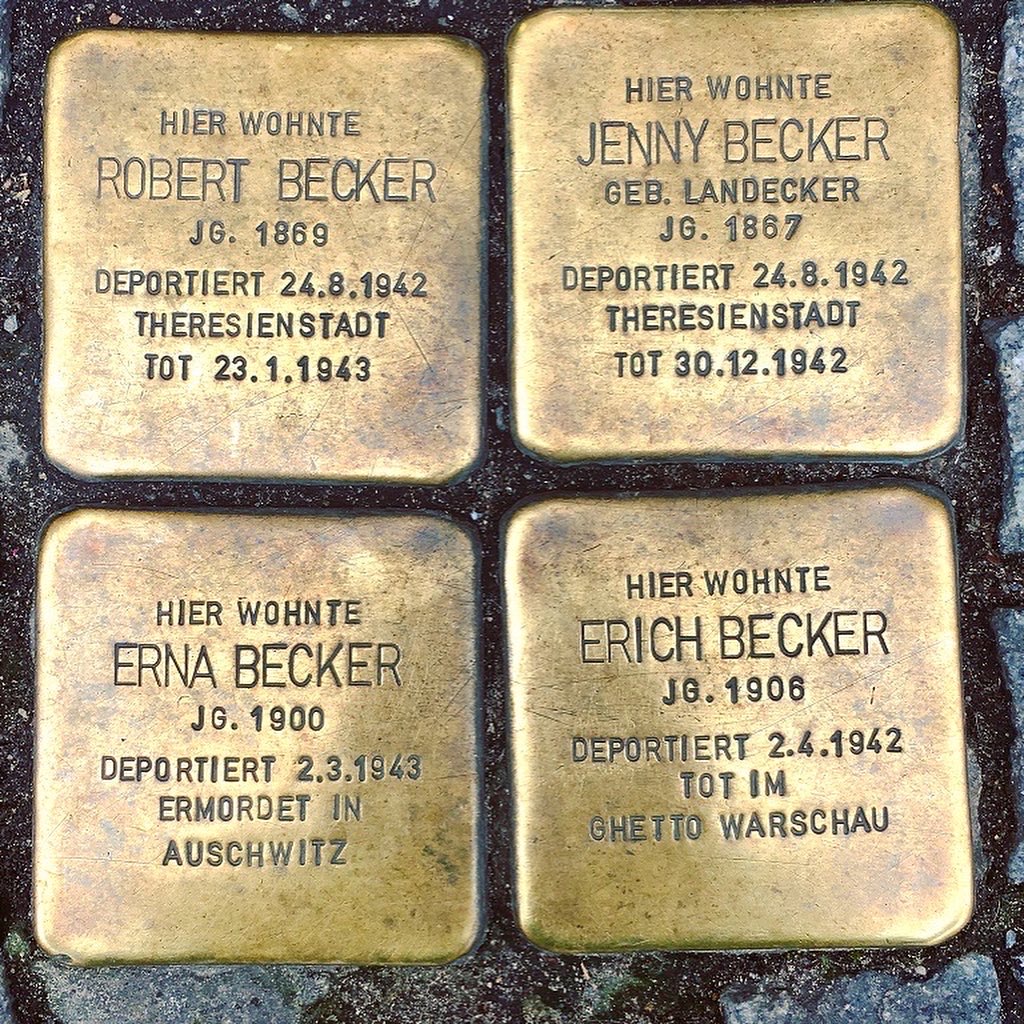 HIER WOHNTE
ROBERT BECKER
JG. 1869
DEPORTIERT 24.8.1942
THERESIENSTADT
TOT 23.1.1943
HIER WOHNTE
JENNY BECKER
GEB. LANDECKER
JG. 1867
DEPORTIERT 24.8.1942
THERESIENSTADT
TOT 30.12.1942
HIER WOHNTE
ERNA BECKER
JG. 1900
DEPORTIERT 2.3.1943
ERMORDET IN
AUSCHWITZ
HIER WOHNTE
ERICH BECKER
JG. 1906
DEPORTIERT 2.4.1942
TOT IM
GHETTO WARSCHAU